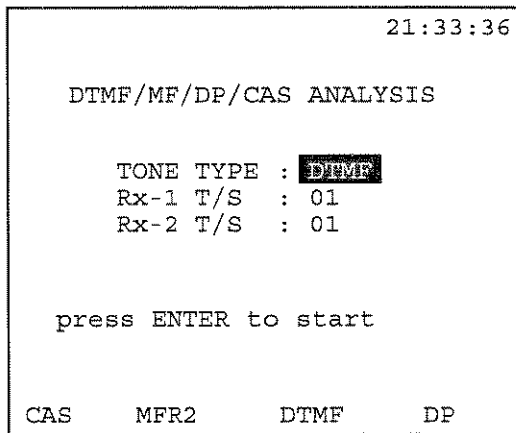 21:33:36
DTMF/MF/DP/CAS ANALYSIS
TONE TYPE : DTMF
Rx-1 T/S : 01
Rx-2 T/S : 01
press ENTER to start
CAS MFR2 DTMF DP